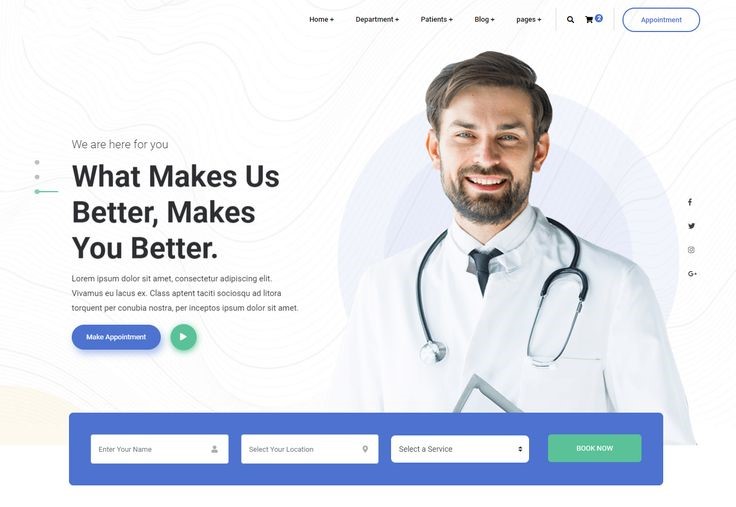 Home + Department + Patients + Blog + pages + 2 Appointment
We are here for you
What Makes Us
Better, Makes
You Better.
Lorem ipsum dolor sit amet, consectetur adipiscing elit.
Vivamus eu lacus ex. Class aptent taciti sociosqu ad litora
torquent per conubia nostra, per inceptos ipsum dolor sit amet.
Make Appointment
Enter Your Name Select Your Location Select a Service BOOK NOW